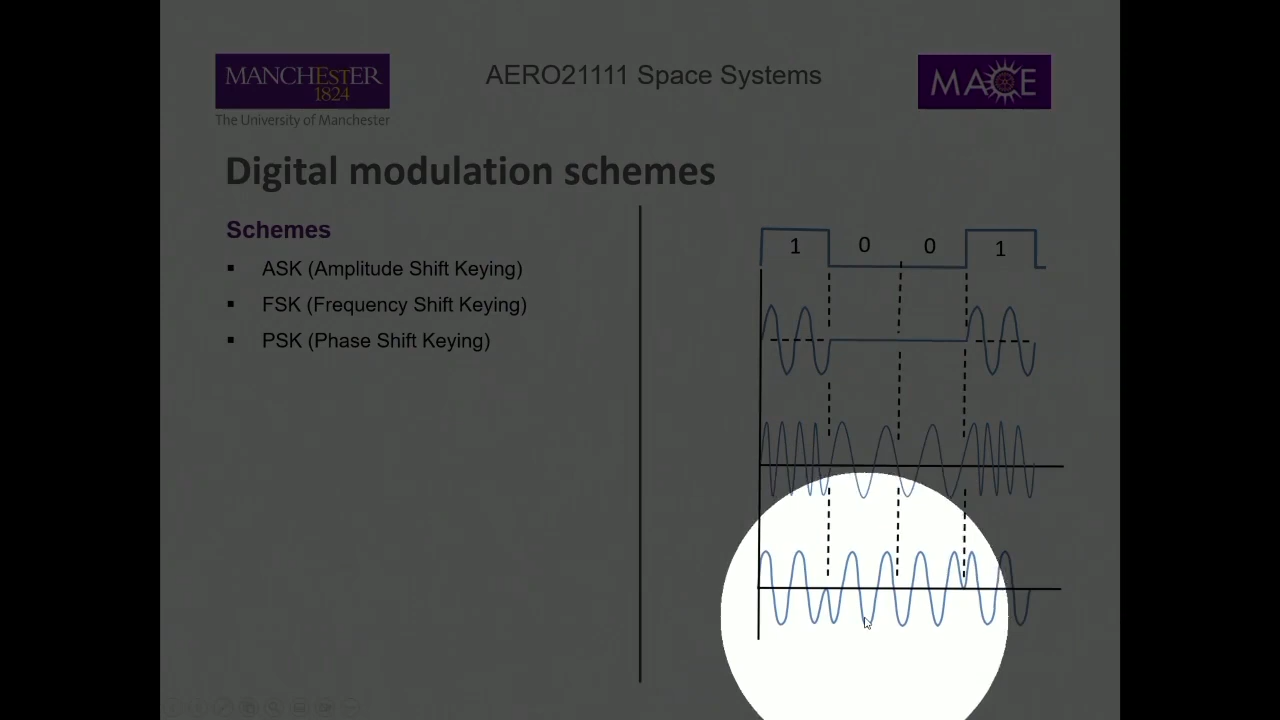 MANCHESTER
1824
The University of Manchester
AERO21111 Space Systems
MACE
Digital modulation schemes
Schemes
▪ ASK (Amplitude Shift Keying)
▪ FSK (Frequency Shift Keying)
▪ PSK (Phase Shift Keying)
1 0 0 1